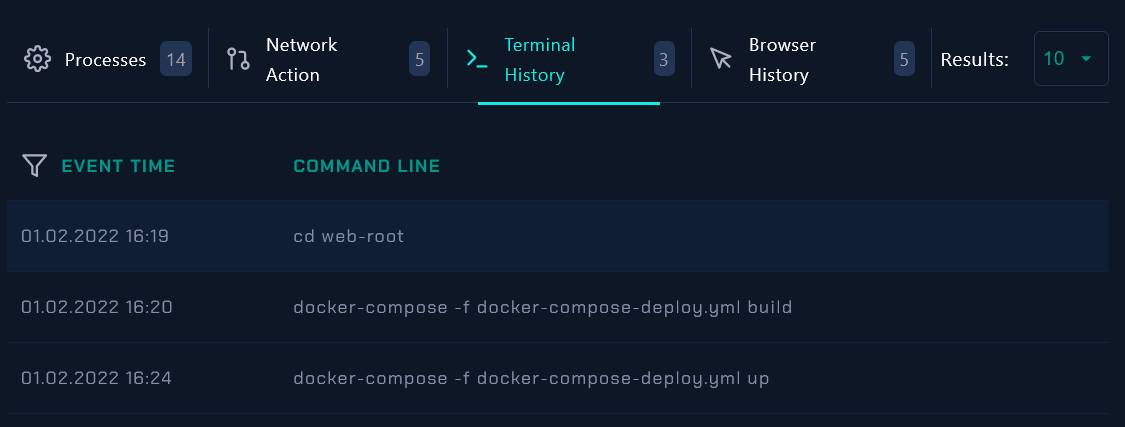 Processes 14
Network Action 5
Terminal History 3
Browser History 5
Results: 10
EVENT TIME COMMAND LINE
01.02.2022 16:19 cd web-root
01.02.2022 16:20 docker-compose -f docker-compose-deploy.yml build
01.02.2022 16:24 docker-compose -f docker-compose-deploy.yml up